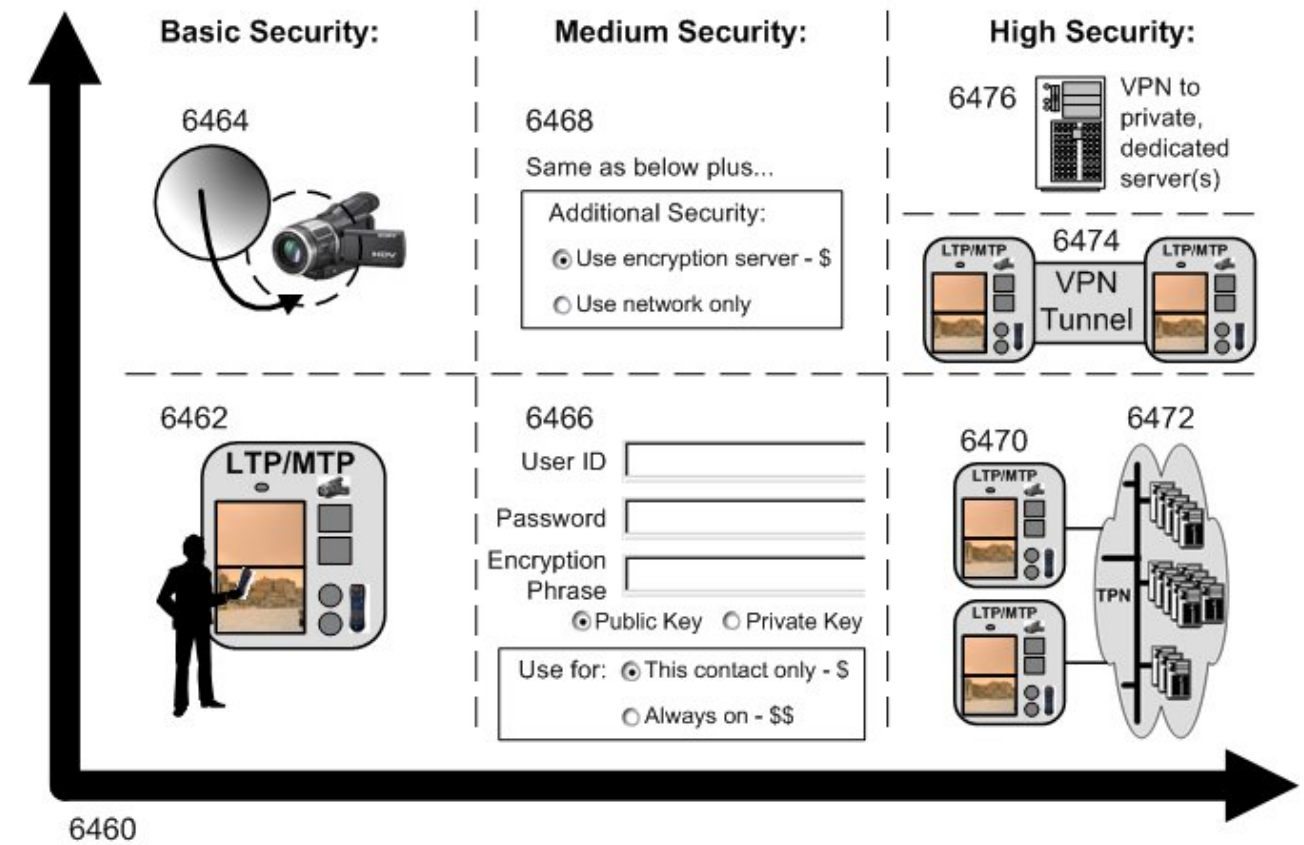 Basic Security:
Medium Security:
High Security:
6464
HDV
6468
Same as below plus...
Additional Security:
Use encryption server - $
Use network only
6476
VPN to
private,
dedicated
server(s)
LTP/MTP
6474
VPN
Tunnel
LTP/MTP
6462
LTP/MTP
6466
User ID
Password
Encryption
Phrase
Public Key
Private Key
Use for:
This contact only - $
Always on - $$
6470
6472
LTP/MTP
TPN
LTP/MTP
6460